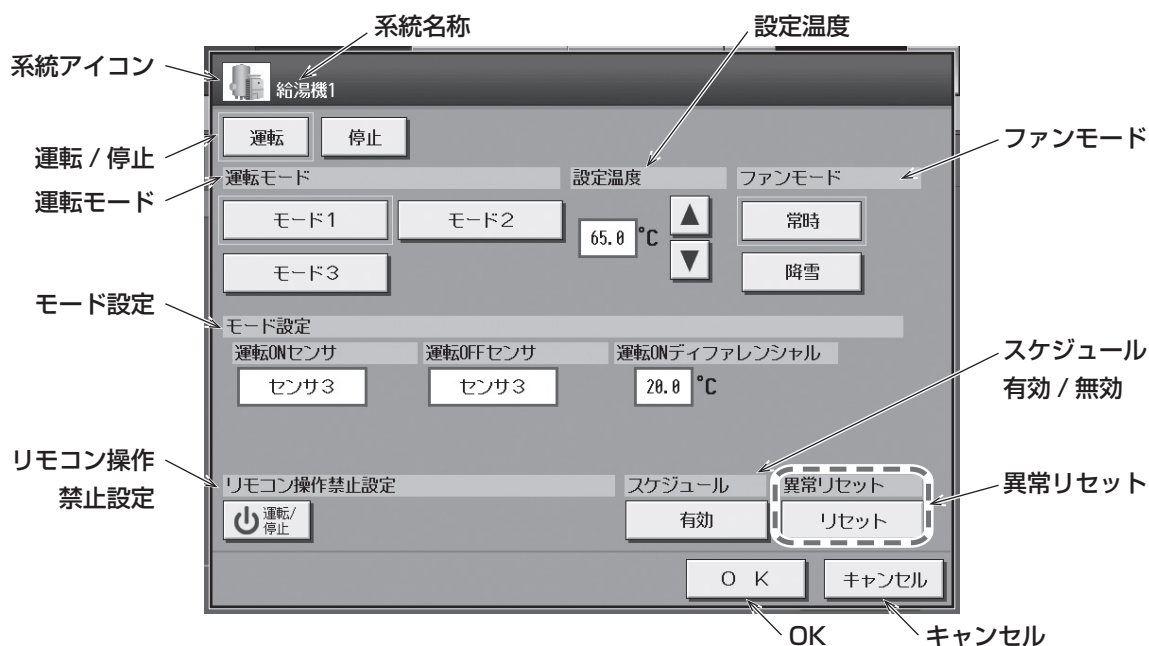 系統名称
設定温度
系統アイコン
給湯機1
運転 停止
ファンモード
運転 / 停止
運転モード 設定温度 ファンモード
運転モード
モード1 モード2 65.0 ℃ ▲ 常時
モード3 ▼ 降雪
モード設定
モード設定
運転ONセンサ 運転OFFセンサ 運転ONディファレンシャル
センサ3 センサ3 20.0 ℃
スケジュール
有効 / 無効
リモコン操作
禁止設定
リモコン操作禁止設定 スケジュール 異常リセット
異常リセット
運転/
停止
有効 リセット
OK キャンセル
OK キャンセル